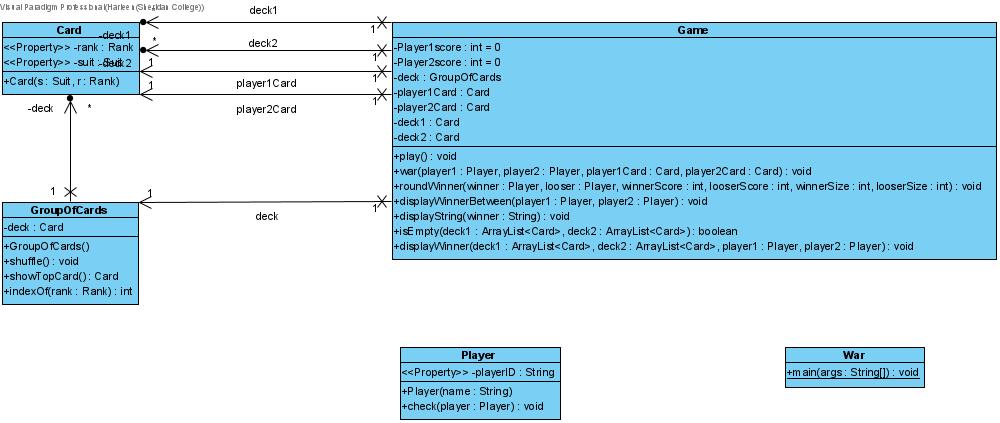 Visual Paradigm Professional(Harleen(Sheridan College))
deck1
Card
-deck1
1
Game
<<Property>> -rank : Rank
*
deck2
1
-Player1score : int = 0
<<Property>> -suit : Suit
-deck2
1
1
-Player2score : int = 0
+Card(s : Suit, r : Rank)
1
player1Card
1
-deck : GroupOfCards
-player1Card : Card
-deck
*
player2Card
-player2Card : Card
-deck1 : Card
-deck2 : Card
+play() : void
+war(player1 : Player, player2 : Player, player1Card : Card, player2Card : Card) : void
1
1
1
+roundWinner(winner : Player, looser : Player, winnerScore : int, looserScore : int, winnerSize : int, looserSize : int) : void
GroupOfCards
deck
+displayWinnerBetween(player1 : Player, player2 : Player) : void
-deck : Card
+displayString(winner : String) : void
+GroupOfCards()
+isEmpty(deck1 : ArrayList<Card>, deck2 : ArrayList<Card>) : boolean
+shuffle() : void
+displayWinner(deck1 : ArrayList<Card>, deck2 : ArrayList<Card>, player1 : Player, player2 : Player) : void
+showTopCard() : Card
+indexOf(rank : Rank) : int
Player
War
<<Property>> -playerID : String
+main(args : String[]) : void
+Player(name : String)
+check(player : Player) : void